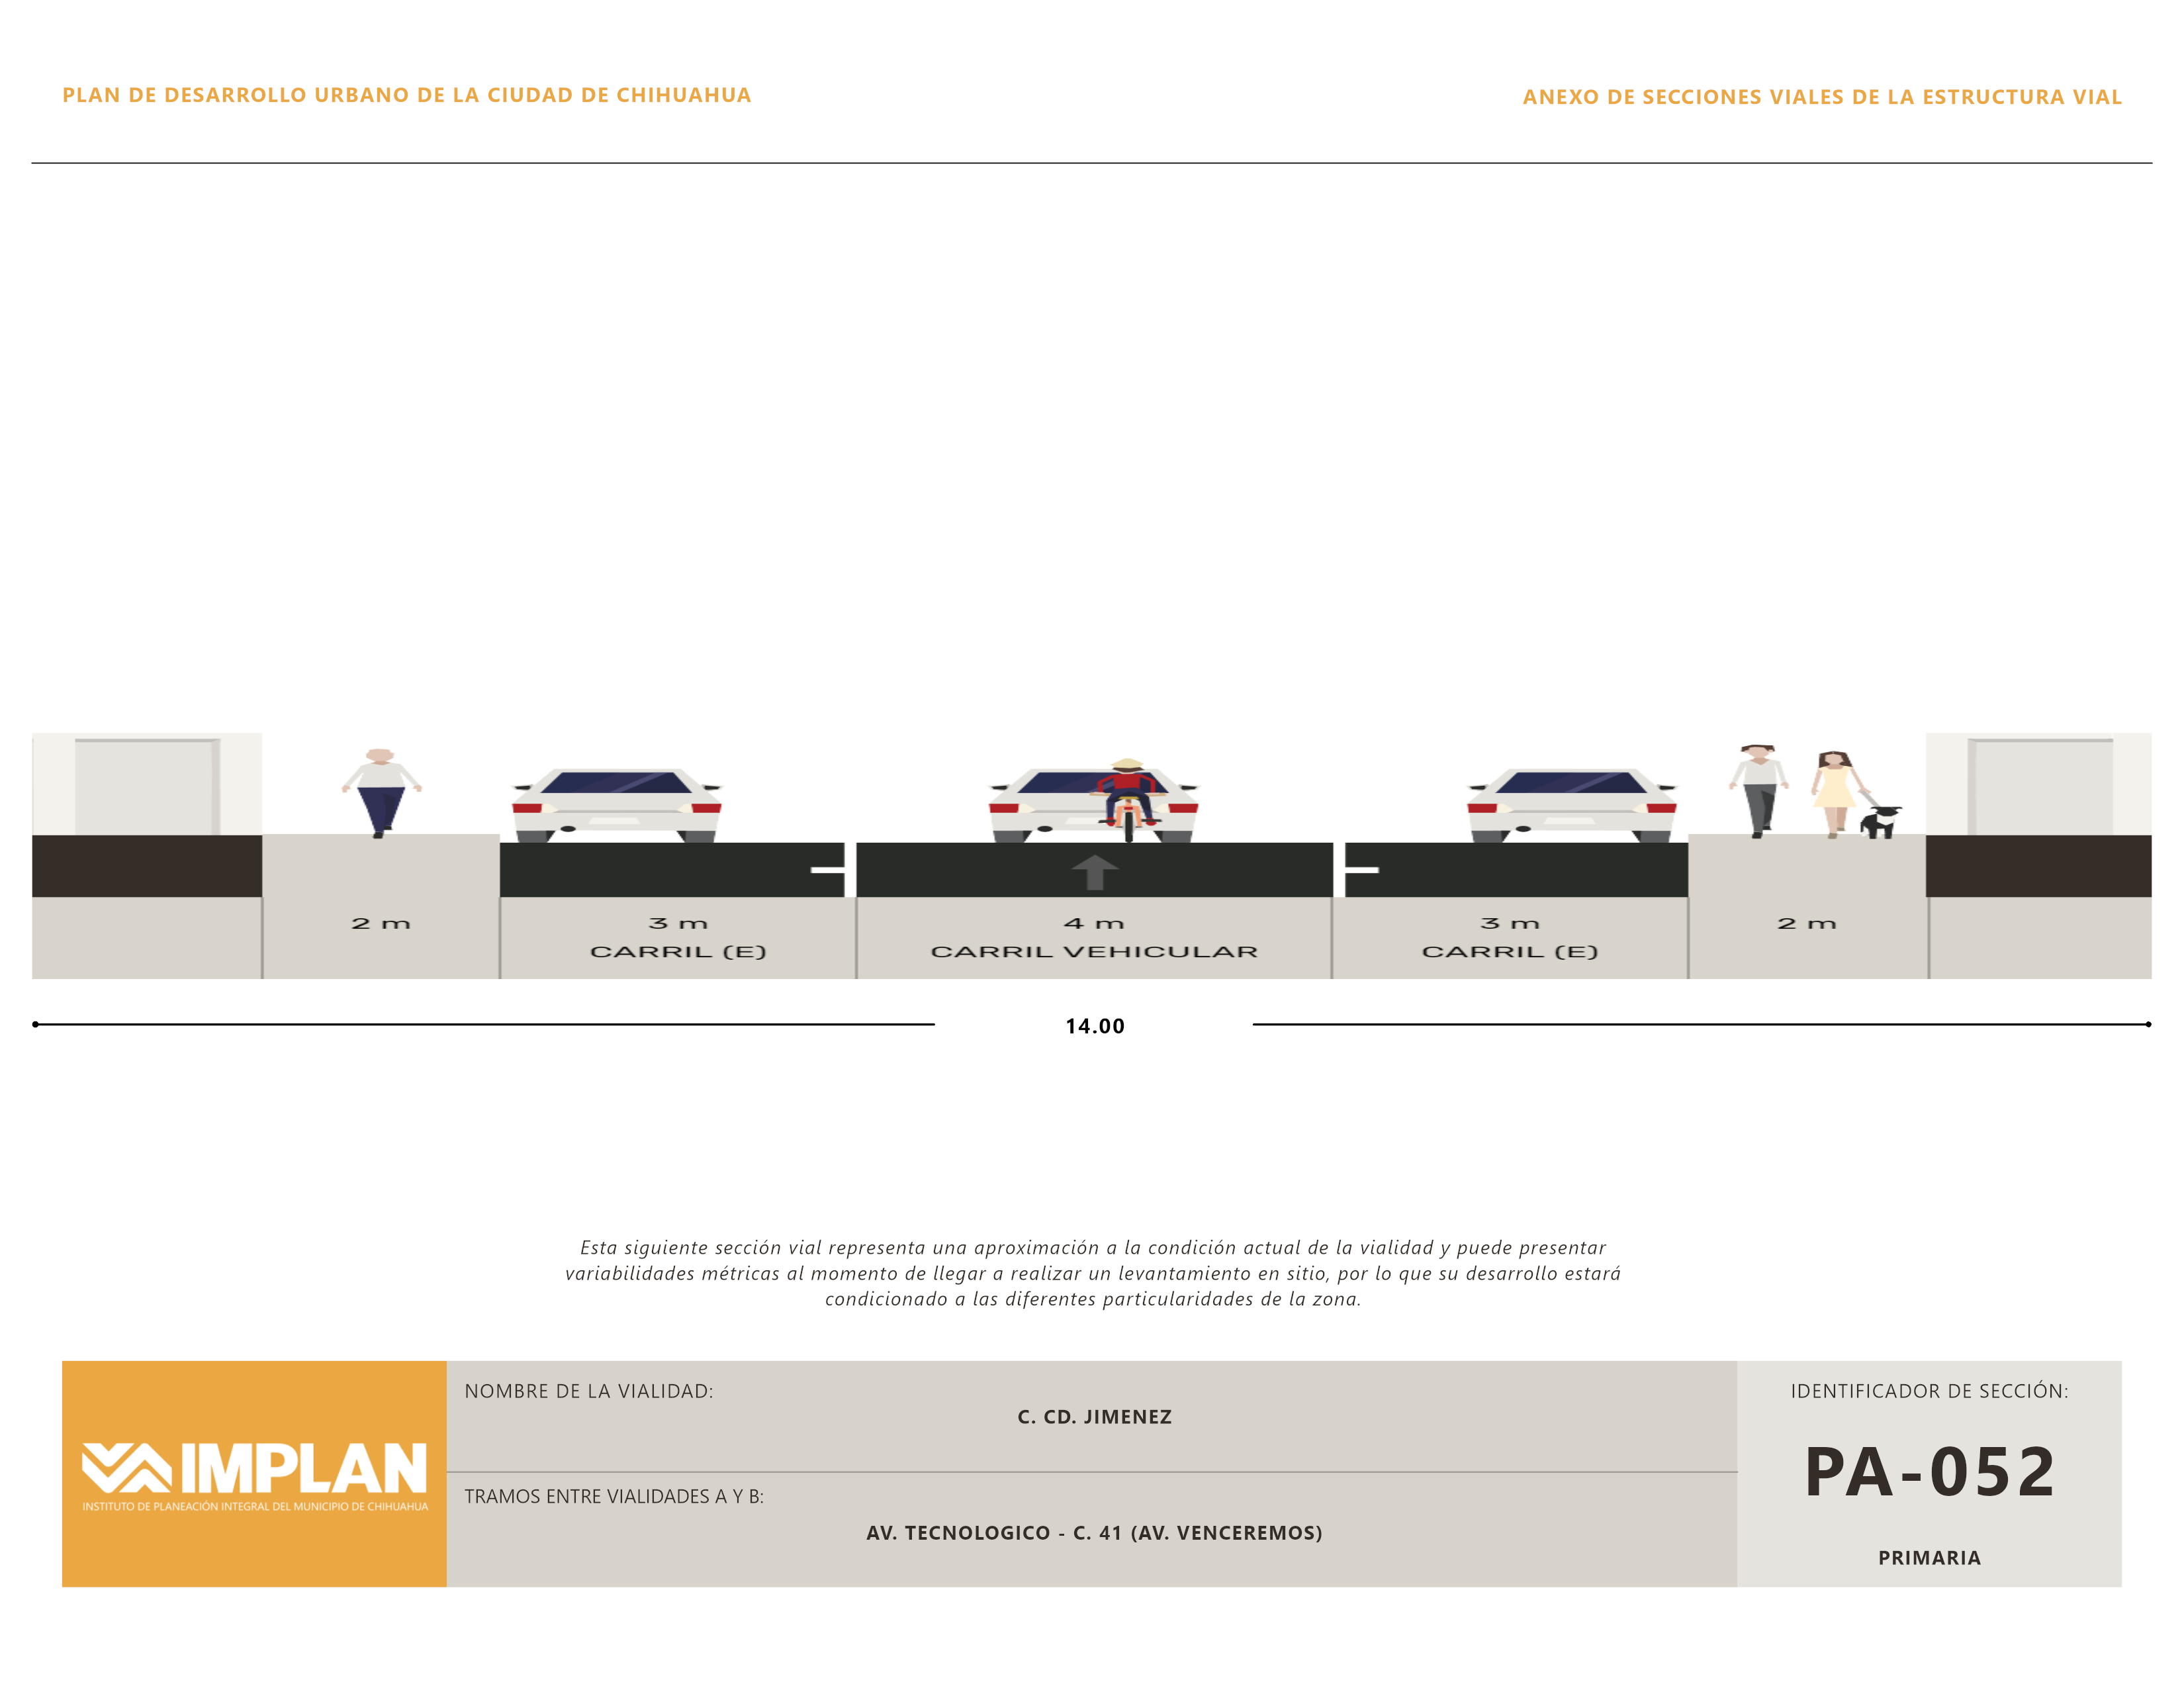 PLAN DE DESARROLLO URBANO DE LA CIUDAD DE CHIHUAHUA
ANEXO DE SECCIONES VIALES DE LA ESTRUCTURA VIAL
2 m
3 m
CARRIL (E)
4 m
CARRIL VEHICULAR
3 m
CARRIL (E)
2 m
14.00
Esta siguiente sección vial representa una aproximación a la condición actual de la vialidad y puede presentar
variabilidades métricas al momento de llegar a realizar un levantamiento en sitio, por lo que su desarrollo estará
condicionado a las diferentes particularidades de la zona.
IMPLAN
INSTITUTO DE PLANEACIÓN INTEGRAL DEL MUNICIPIO DE CHIHUAHUA
NOMBRE DE LA VIALIDAD:
C. CD. JIMENEZ
TRAMOS ENTRE VIALIDADES A Y B:
AV. TECNOLOGICO - C. 41 (AV. VENCEREMOS)
IDENTIFICADOR DE SECCIÓN:
PA-052
PRIMARIA